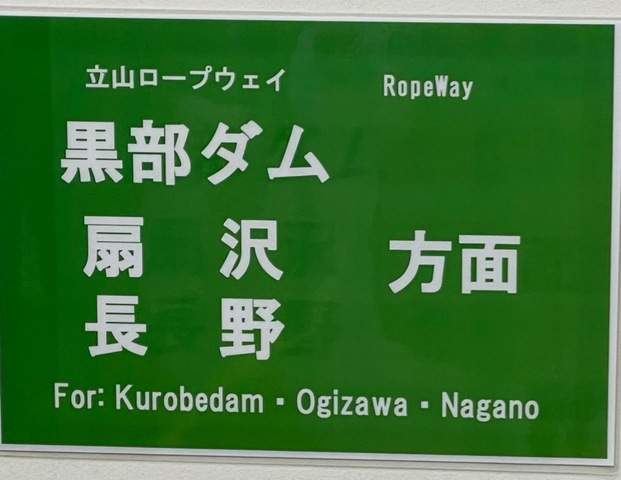 立山ロープウェイ RopeWay
黒部ダム
扇沢 方面
長野
For: Kurobedam・Ogizawa・Nagano